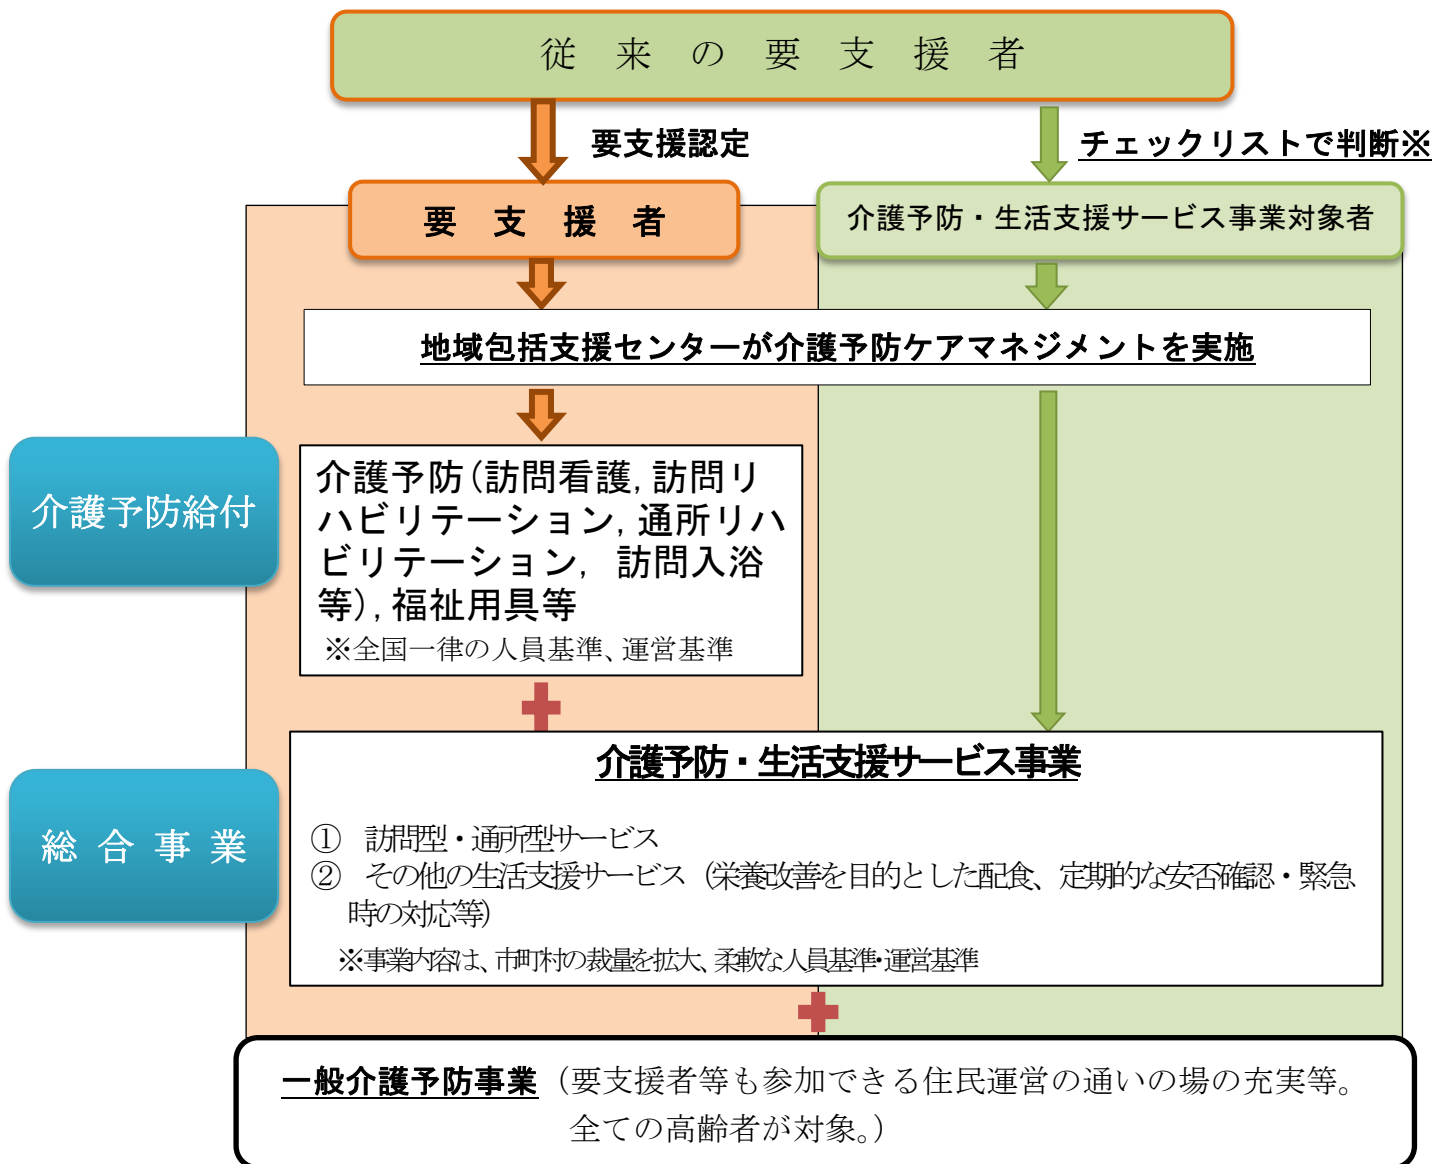 従来の要支援者
要支援認定
チェックリストで判断※
要支援者
介護予防・生活支援サービス事業対象者
地域包括支援センターが介護予防ケアマネジメントを実施
介護予防給付
介護予防(訪問看護,訪問リ
ハビリテーション,通所リハ
ビリテーション, 訪問入浴
等),福祉用具等
※全国一律の人員基準、運営基準
総合事業
介護予防・生活支援サービス事業
① 訪問型・通所型サービス
② その他の生活支援サービス（栄養改善を目的とした配食、定期的な安否確認・緊急
時の対応等）
※事業内容は、市町村の裁量を拡大、柔軟な人員基準・運営基準
一般介護予防事業（要支援者等も参加できる住民運営の通いの場の充実等。
全ての高齢者が対象。）